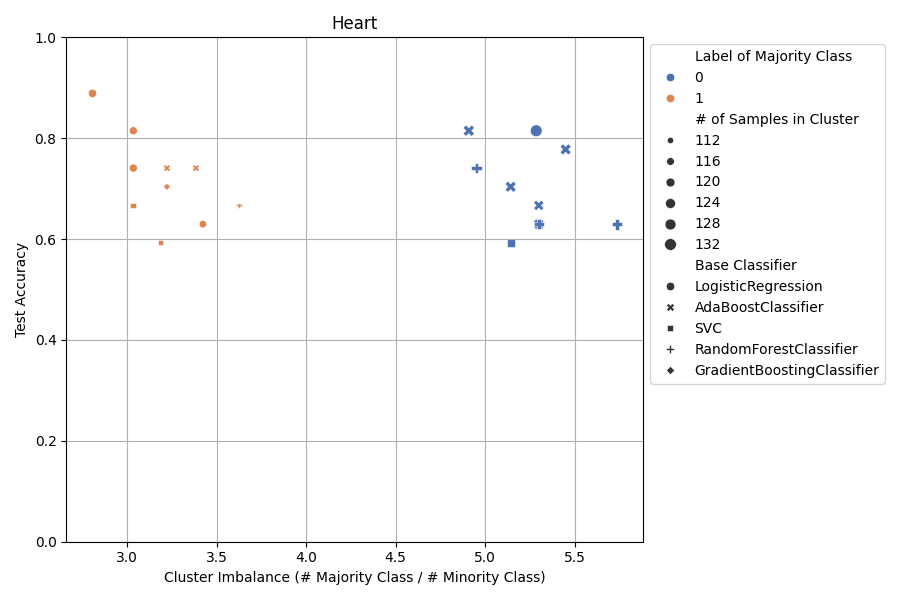 Heart
1.0
0.8
0.6
0.4
0.2
0.0
Test Accuracy
3.0 3.5 4.0 4.5 5.0 5.5
Cluster Imbalance (# Majority Class / # Minority Class)
Label of Majority Class
0
1
# of Samples in Cluster
112
116
120
124
128
132
Base Classifier
LogisticRegression
AdaBoostClassifier
SVC
RandomForestClassifier
GradientBoostingClassifier